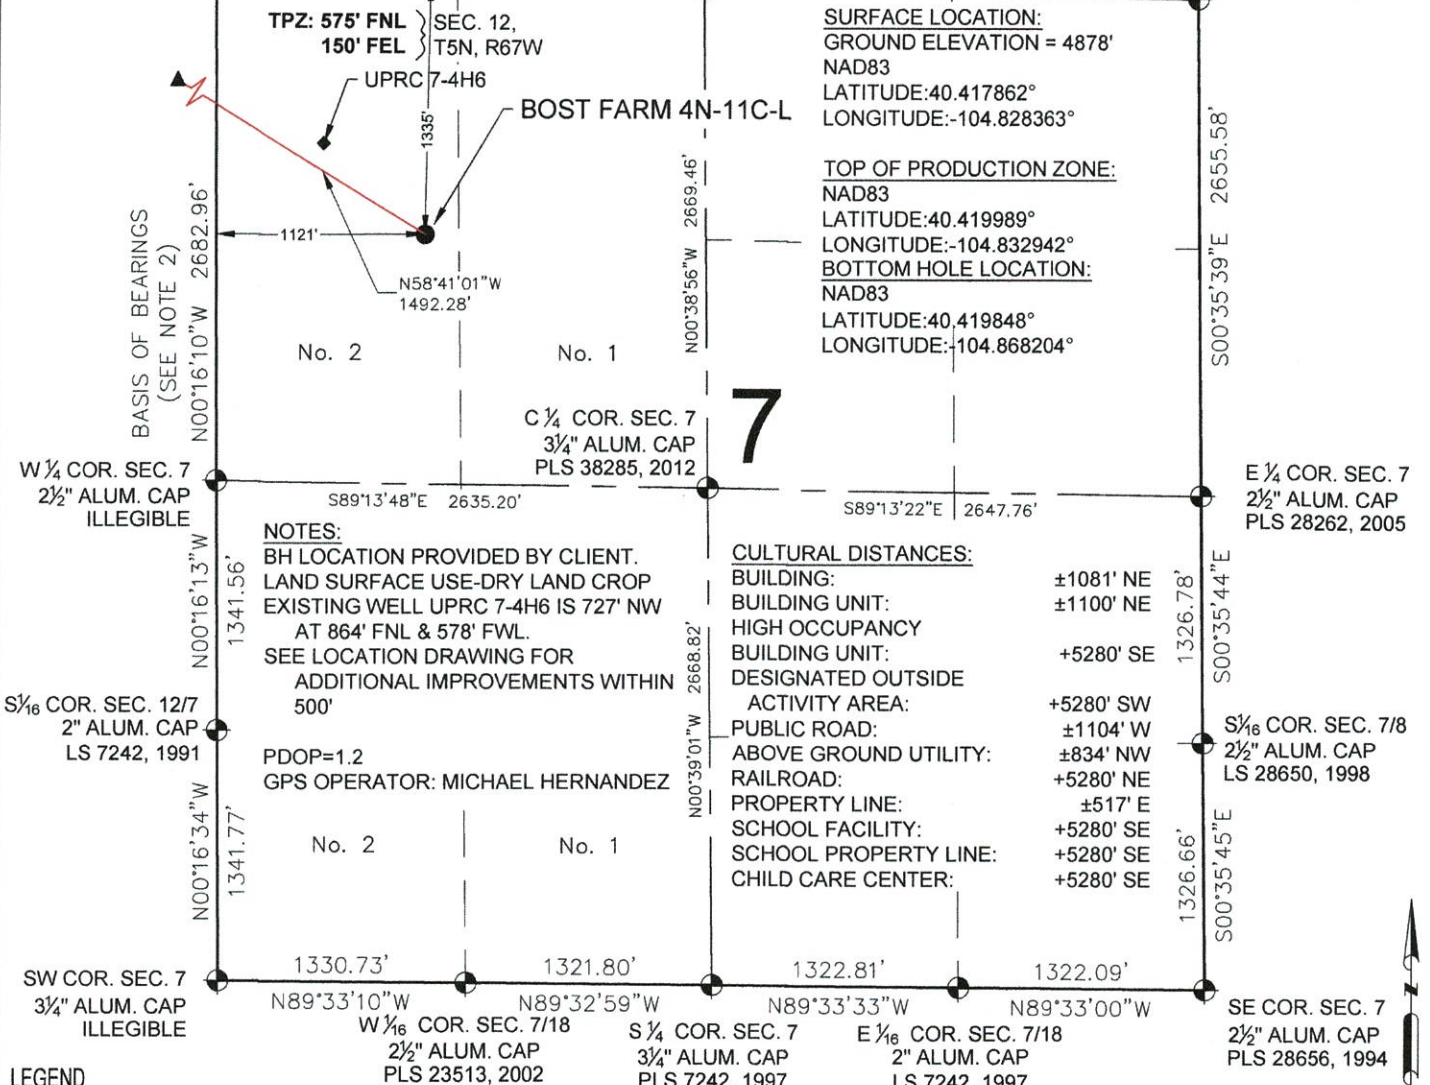 TPZ: 575' FNL
150' FEL
SEC. 12,
T5N, R67W
UPRC 7-4H6
BOST FARM 4N-11C-L
1335'
1121'
N58°41'01"W
1492.28'
BASIS OF BEARINGS
(SEE NOTE 2)
N00°16'10"W 2682.96'
No. 2
No. 1
N00°38'56"W 2669.46'
SURFACE LOCATION:
GROUND ELEVATION = 4878'
NAD83
LATITUDE:40.417862°
LONGITUDE:-104.828363°
TOP OF PRODUCTION ZONE:
NAD83
LATITUDE:40.419989°
LONGITUDE:-104.832942°
BOTTOM HOLE LOCATION:
NAD83
LATITUDE:40.419848°
LONGITUDE:-104.868204°
S00°35'39"E 2655.58'
7
C ¼ COR. SEC. 7
3¼" ALUM. CAP
PLS 38285, 2012
W ¼ COR. SEC. 7
2½" ALUM. CAP
ILLEGIBLE
E ¼ COR. SEC. 7
2½" ALUM. CAP
PLS 28262, 2005
S89°13'48"E 2635.20'
S89°13'22"E 2647.76'
NOTES:
BH LOCATION PROVIDED BY CLIENT.
LAND SURFACE USE-DRY LAND CROP
EXISTING WELL UPRC 7-4H6 IS 727' NW
AT 864' FNL & 578' FWL.
SEE LOCATION DRAWING FOR
ADDITIONAL IMPROVEMENTS WITHIN
500'
PDOP=1.2
GPS OPERATOR: MICHAEL HERNANDEZ
CULTURAL DISTANCES:
BUILDING: ±1081' NE
BUILDING UNIT: ±1100' NE
HIGH OCCUPANCY
BUILDING UNIT: +5280' SE
DESIGNATED OUTSIDE
ACTIVITY AREA: +5280' SW
PUBLIC ROAD: ±1104' W
ABOVE GROUND UTILITY: ±834' NW
RAILROAD: +5280' NE
PROPERTY LINE: ±517' E
SCHOOL FACILITY: +5280' SE
SCHOOL PROPERTY LINE: +5280' SE
CHILD CARE CENTER: +5280' SE
N00°16'13"W
1341.56'
N00°39'01"W 2668.82'
1326.78'
S00°35'44"E
S1⁄16 COR. SEC. 12/7
2" ALUM. CAP
LS 7242, 1991
S1⁄16 COR. SEC. 7/8
2½" ALUM. CAP
LS 28650, 1998
N00°16'34"W
1341.77'
No. 2
No. 1
1326.66'
S00°35'45"E
SW COR. SEC. 7
3¼" ALUM. CAP
ILLEGIBLE
1330.73'
N89°33'10"W
1321.80'
N89°32'59"W
1322.81'
N89°33'33"W
1322.09'
N89°33'00"W
SE COR. SEC. 7
2½" ALUM. CAP
PLS 28656, 1994
W 1⁄16 COR. SEC. 7/18
2½" ALUM. CAP
PLS 23513, 2002
S ¼ COR. SEC. 7
3¼" ALUM. CAP
PLS 7242, 1997
E 1⁄16 COR. SEC. 7/18
2" ALUM. CAP
LS 7242, 1997
N
LEGEND